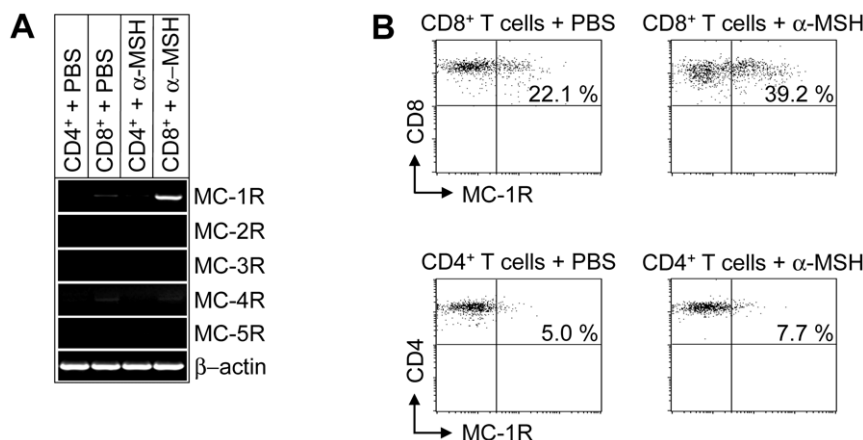 A
CD4⁺ + PBS
CD8⁺ + PBS
CD4⁺ + α-MSH
CD8⁺ + α–MSH
MC-1R
MC-2R
MC-3R
MC-4R
MC-5R
β–actin
B
CD8⁺ T cells + PBS
22.1 %
CD8⁺ T cells + α-MSH
39.2 %
CD8
MC-1R
CD4⁺ T cells + PBS
5.0 %
CD4⁺ T cells + α-MSH
7.7 %
CD4
MC-1R